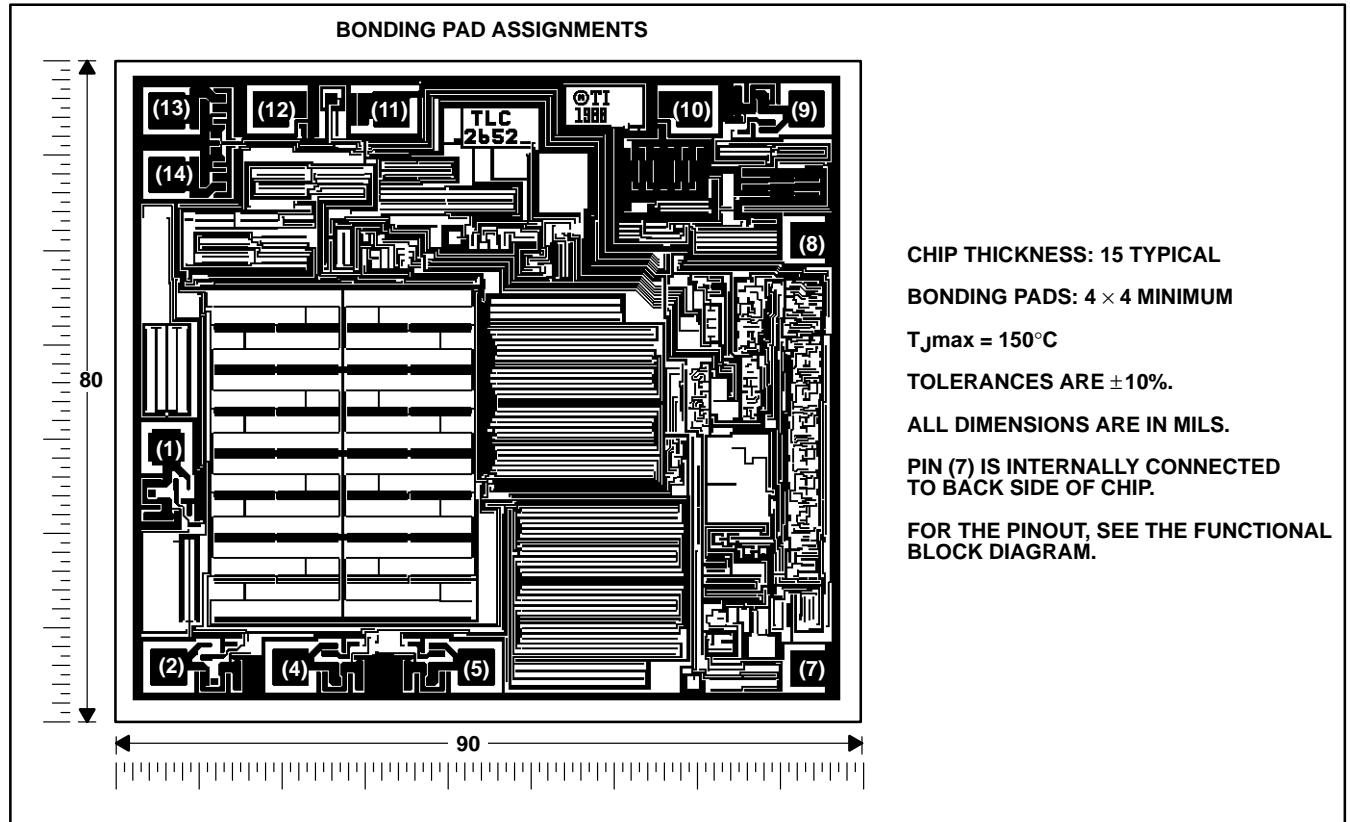 BONDING PAD ASSIGNMENTS
(13)
(12)
(11)
TLC
2652
©TI
1988
(10)
(9)
(14)
(8)
80
(1)
(2)
(4)
(5)
(7)
90
CHIP THICKNESS: 15 TYPICAL
BONDING PADS: 4 × 4 MINIMUM
TJmax = 150°C
TOLERANCES ARE ±10%.
ALL DIMENSIONS ARE IN MILS.
PIN (7) IS INTERNALLY CONNECTED
TO BACK SIDE OF CHIP.
FOR THE PINOUT, SEE THE FUNCTIONAL
BLOCK DIAGRAM.